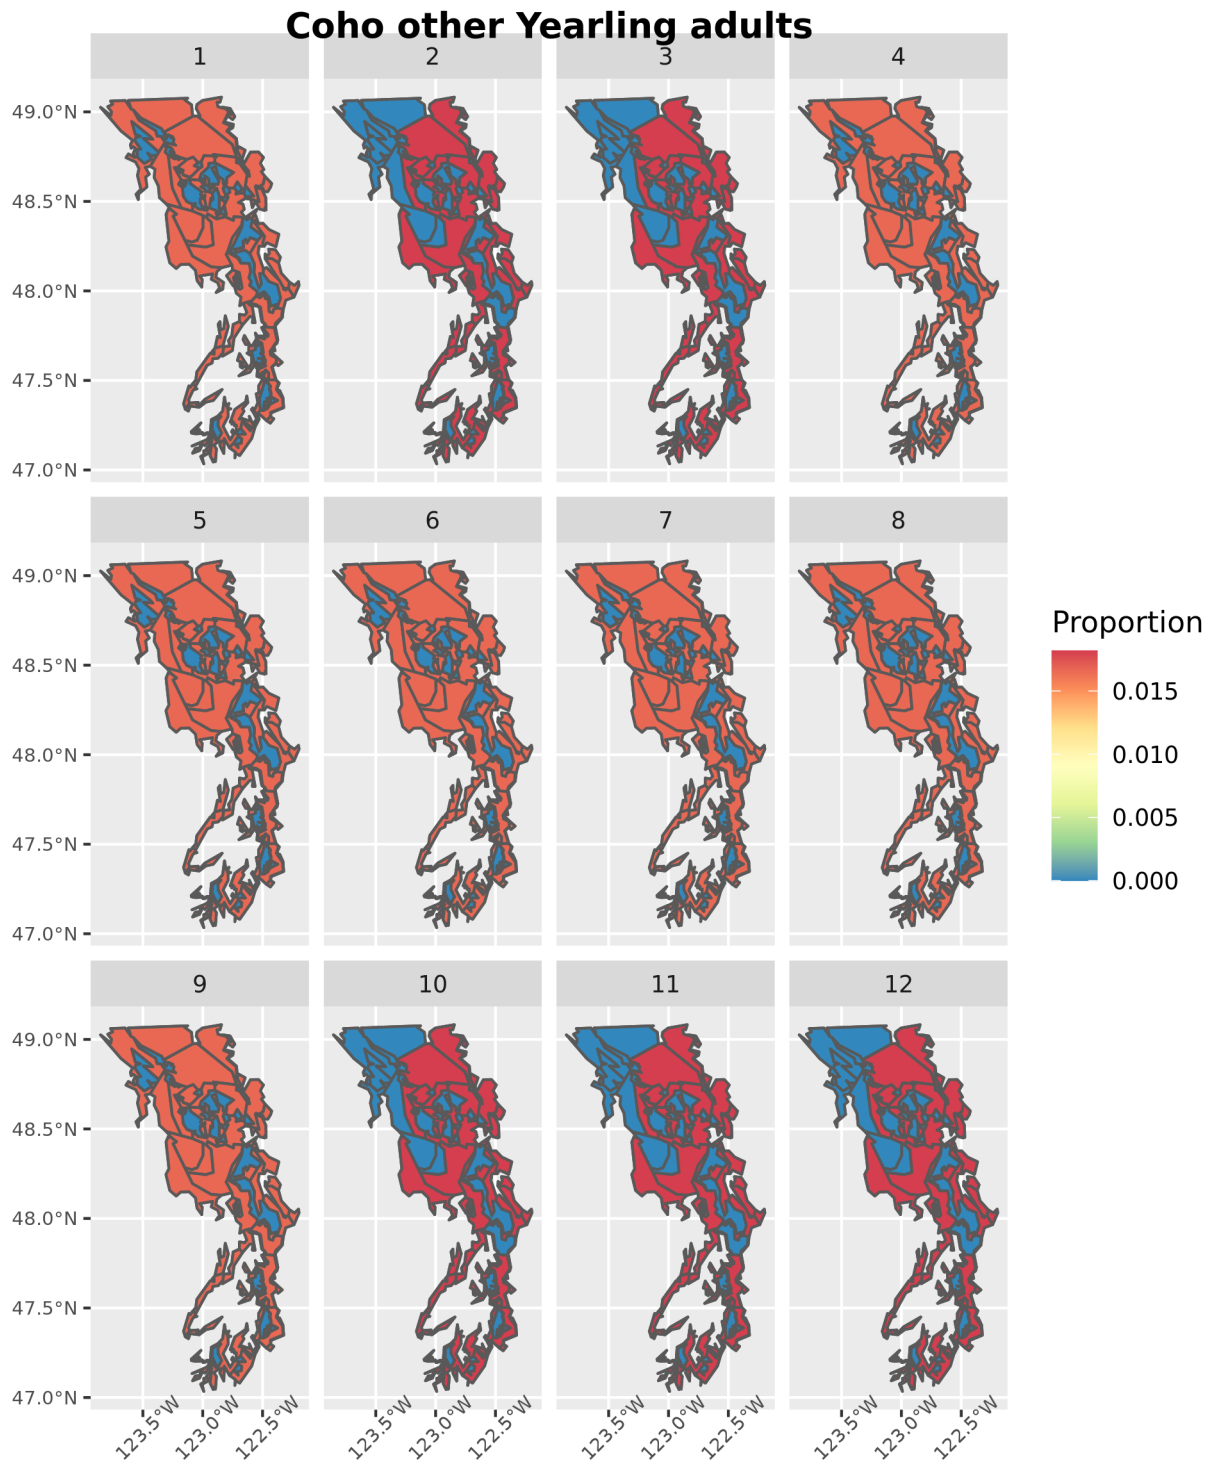 Coho other Yearling adults
1 2 3 4
49.0°N
48.5°N
48.0°N
47.5°N
47.0°N
5 6 7 8
49.0°N
48.5°N
48.0°N
47.5°N
47.0°N
Proportion
0.015
0.010
0.005
0.000
9 10 11 12
49.0°N
48.5°N
48.0°N
47.5°N
47.0°N
123.5°W 123.0°W 122.5°W 123.5°W 123.0°W 122.5°W 123.5°W 123.0°W 122.5°W 123.5°W 123.0°W 122.5°W